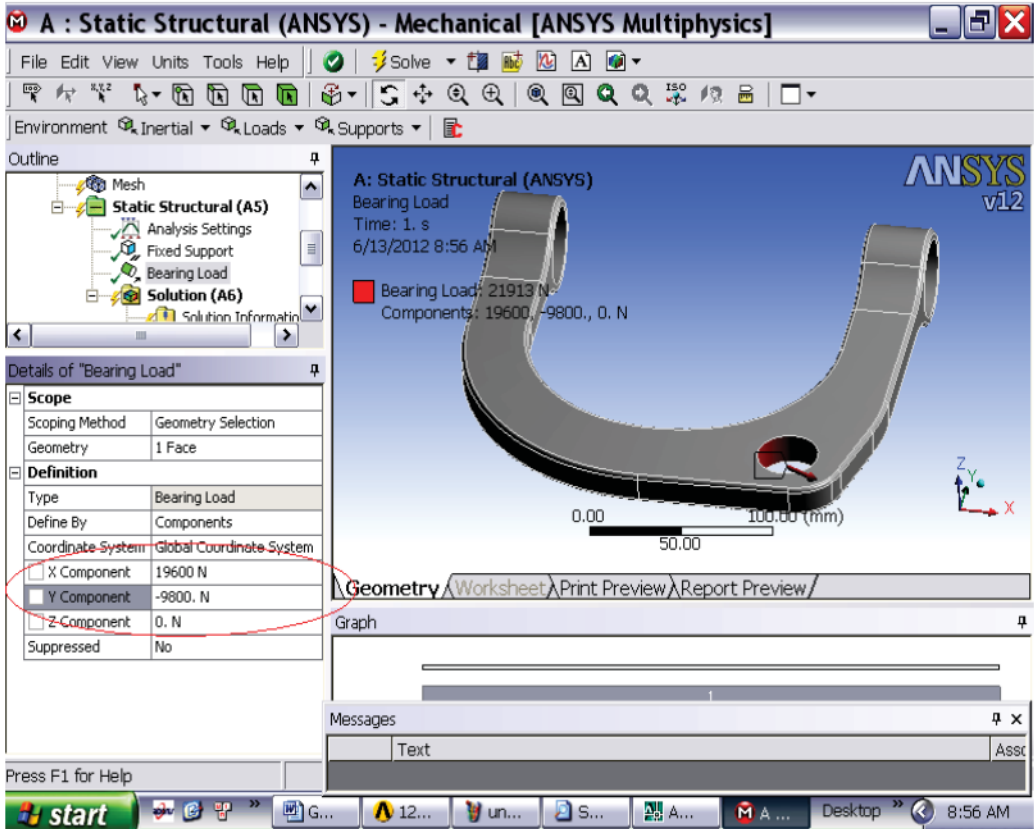 A : Static Structural (ANSYS) - Mechanical [ANSYS Multiphysics]
File Edit View Units Tools Help Solve
Environment Inertial Loads Supports
Outline
Mesh
Static Structural (A5)
Analysis Settings
Fixed Support
Bearing Load
Solution (A6)
Solution Informatio
Details of "Bearing Load"
Scope
Scoping Method Geometry Selection
Geometry 1 Face
Definition
Type Bearing Load
Define By Components
Coordinate System Global Coordinate System
X Component 19600 N
Y Component -9800. N
Z Component 0. N
Suppressed No
Press F1 for Help
A: Static Structural (ANSYS)
Bearing Load
Time: 1. s
6/13/2012 8:56 AM
Bearing Load: 21913 N
Components: 19600, -9800., 0. N
ANSYS
v12
Z
Y
X
0.00 100.00 (mm)
50.00
Geometry Worksheet Print Preview Report Preview
Graph
1
Messages
Text Asso
start » G... 12... un... S... A... A ... Desktop » 8:56 AM